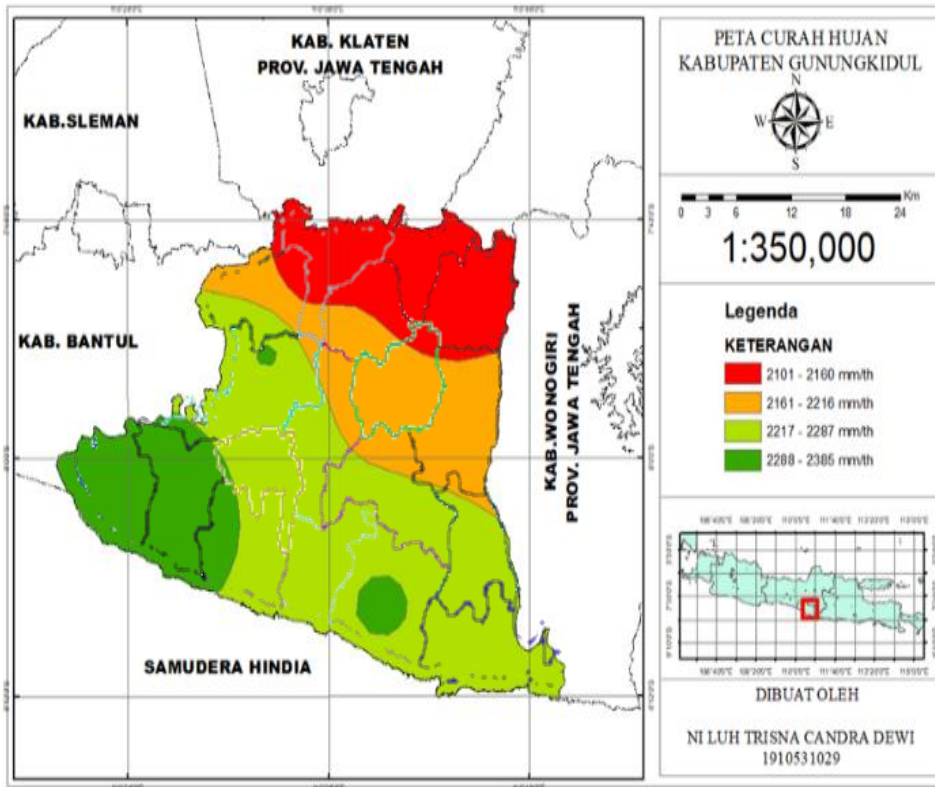 KAB. KLATEN
PROV. JAWA TENGAH
KAB.SLEMAN
KAB. BANTUL
KAB.WONOGIRI
PROV. JAWA TENGAH
SAMUDERA HINDIA
PETA CURAH HUJAN
KABUPATEN GUNUNGKIDUL
N
W E
S
Km
0 3 6 12 18 24
1:350,000
Legenda
KETERANGAN
2101 - 2160 mm/th
2161 - 2216 mm/th
2217 - 2287 mm/th
2288 - 2385 mm/th
DIBUAT OLEH
NI LUH TRISNA CANDRA DEWI
1910531029